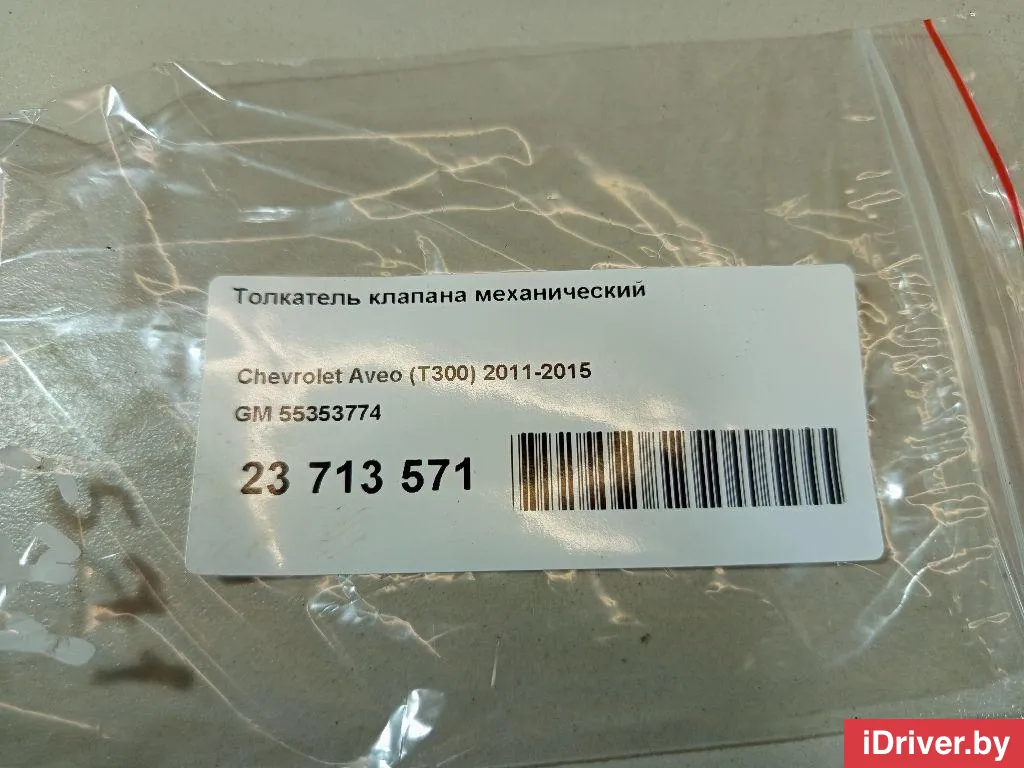 Толкатель клапана механический
Chevrolet Aveo (T300) 2011-2015
GM 55353774
23 713 571
iDriver.by